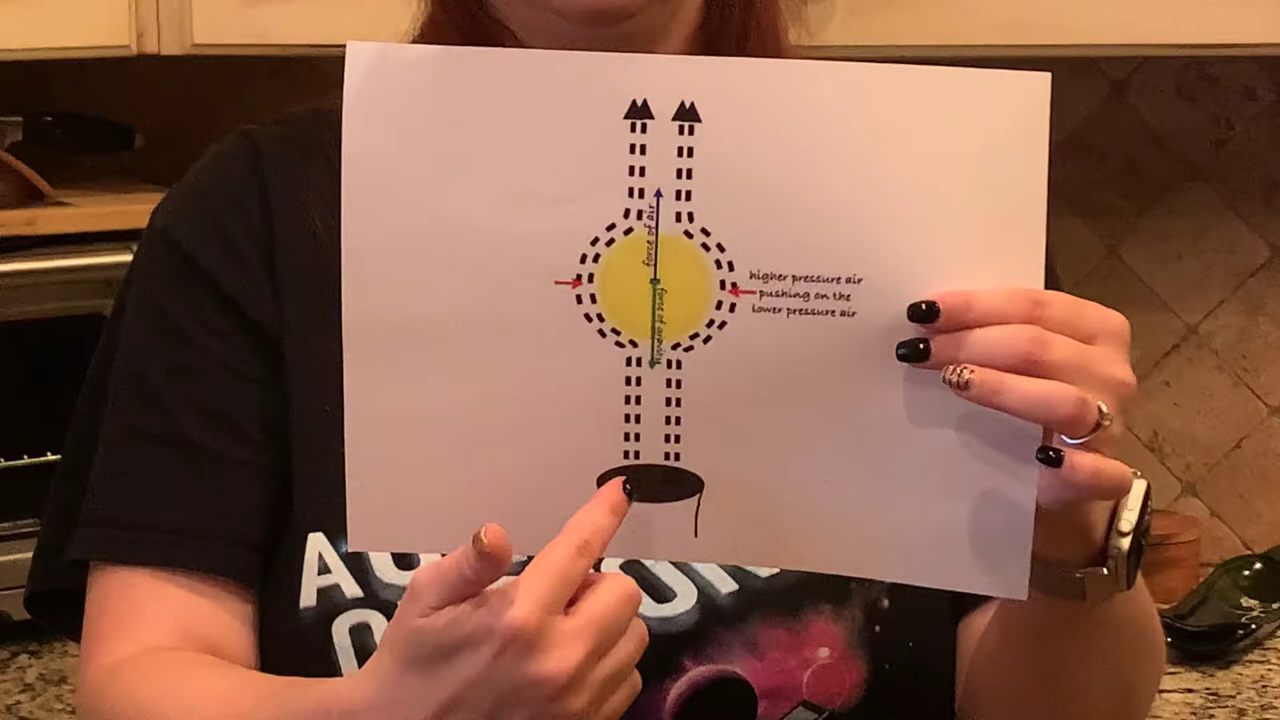 force of air
force of gravity
higher pressure air
pushing on the
lower pressure air